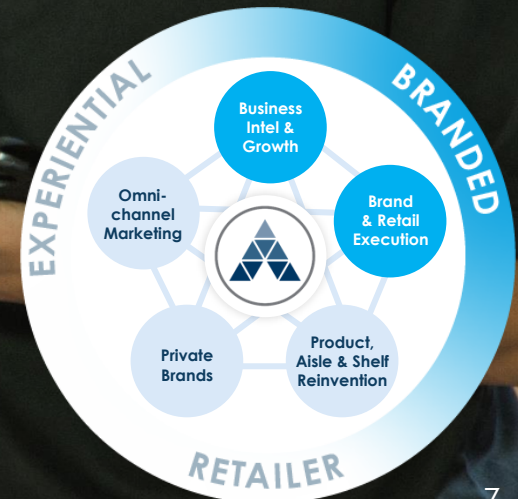 EXPERIENTIAL
BRANDED
Business
Intel &
Growth
Omni-
channel
Marketing
Brand
& Retail
Execution
Private
Brands
Product,
Aisle & Shelf
Reinvention
RETAILER
7